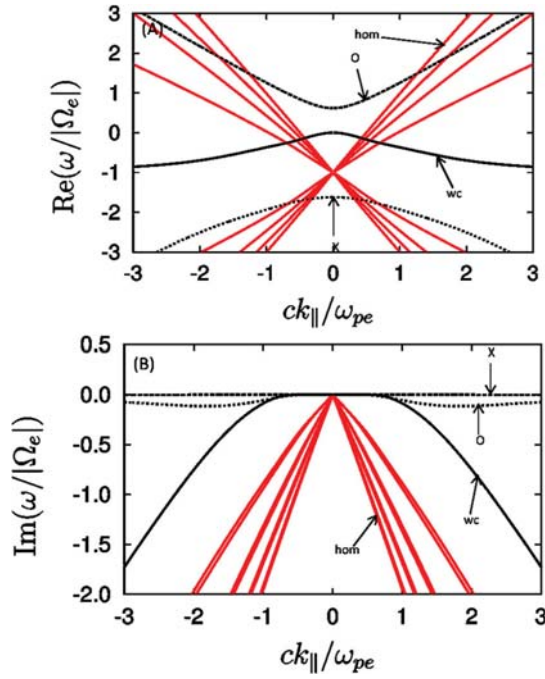 (A)
hom
O
3
2
1
0
-1
-2
-3
Re(ω/|Ωₑ|)
wc
X
-3 -2 -1 0 1 2 3
ck∥/ωpe
(B)
X
O
0.5
0.0
-0.5
-1.0
-1.5
-2.0
Im(ω/|Ωₑ|)
wc
hom
-3 -2 -1 0 1 2 3
ck∥/ωpe